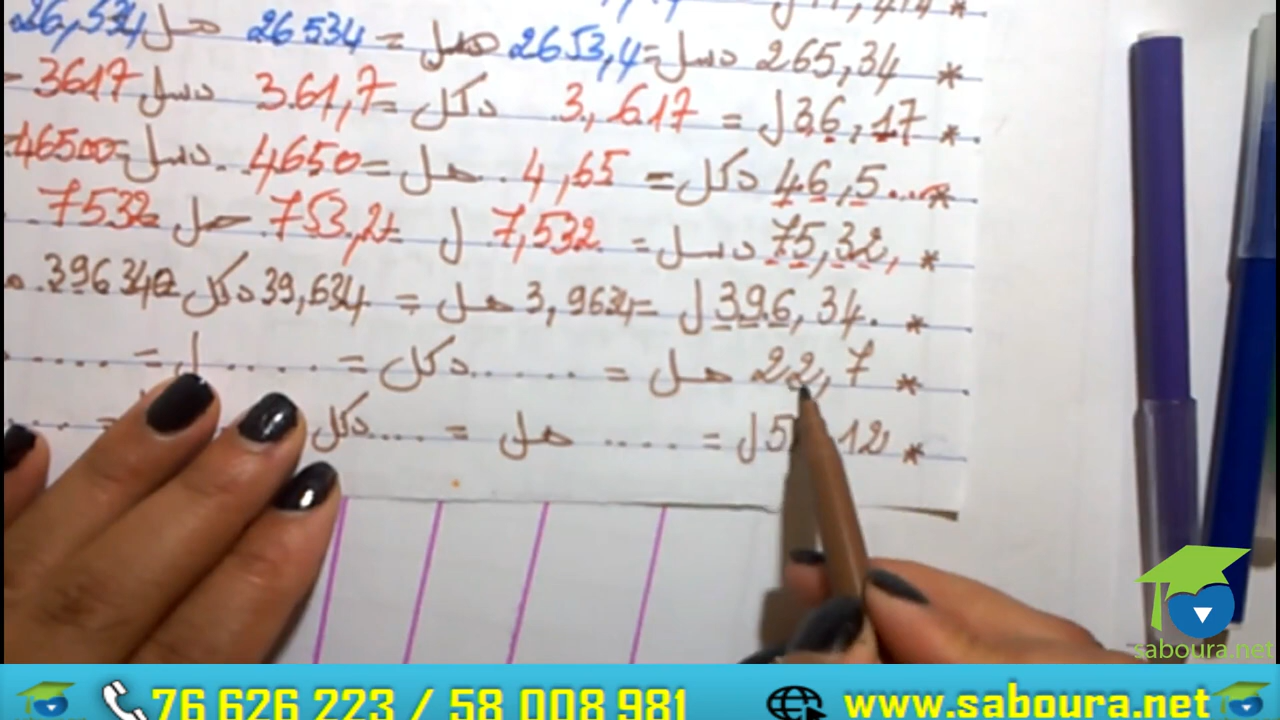 * 265,34 دسل = 2653,4 هل = 26534 هل 26,534
* 36,17 ل = 3,617 دكل = 361,7 دسل 3617
* 46,5 دكل = 4,65 هل = 4650 دسل = 46500
* 75,32 دسل = 7,532 ل = 753,2 صل 7532
* 396,34 ل = 3,9634 هل = 39,634 دكل 396340
* 22,7 هل = ...... دكل = ...... ل = ......
* 12 5 ل = ..... هل = .... دكل
saboura.net
76 626 223 / 58 008 981 www.saboura.net